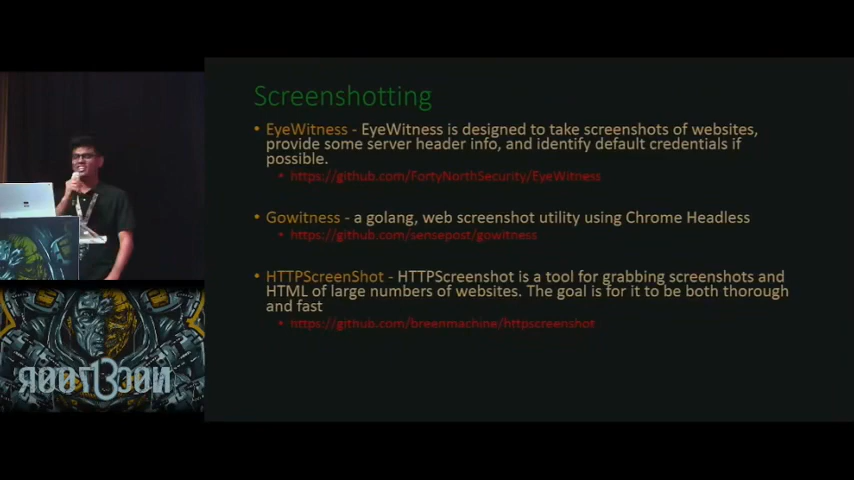 Screenshotting
• EyeWitness - EyeWitness is designed to take screenshots of websites,
provide some server header info, and identify default credentials if
possible.
• https://github.com/FortyNorthSecurity/EyeWitness
• Gowitness - a golang, web screenshot utility using Chrome Headless
• https://github.com/sensepost/gowitness
• HTTPScreenShot - HTTPScreenshot is a tool for grabbing screenshots and
HTML of large numbers of websites. The goal is for it to be both thorough
and fast
• https://github.com/breenmachine/httpscreenshot
ROOTCON
13